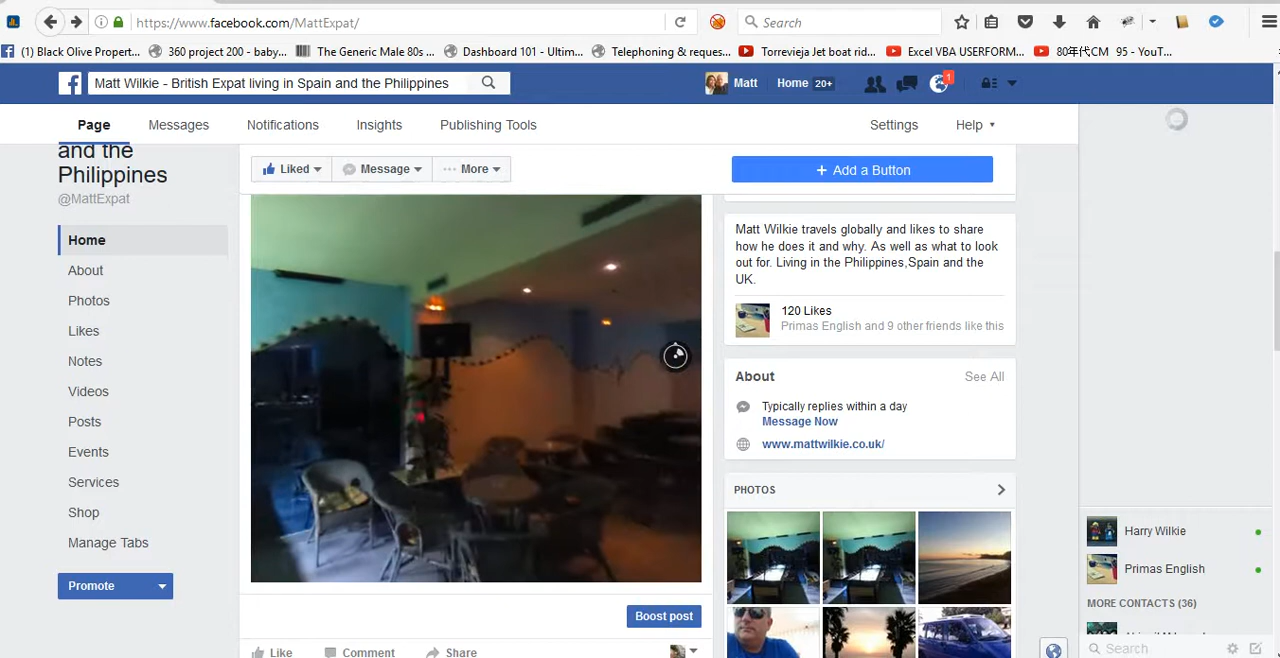 https://www.facebook.com/MattExpat/
Search
(1) Black Olive Propert...
360 project 200 - baby...
The Generic Male 80s ...
Dashboard 101 - Ultim...
Telephoning & reques...
Torrevieja Jet boat rid...
Excel VBA USERFORM...
80年代CM 95 - YouT...
Matt Wilkie - British Expat living in Spain and the Philippines
Matt
Home 20+
1
Page
Messages
Notifications
Insights
Publishing Tools
Settings
Help
and the
Philippines
@MattExpat
Home
About
Photos
Likes
Notes
Videos
Posts
Events
Services
Shop
Manage Tabs
Promote
Liked
Message
More
+ Add a Button
Boost post
Like
Comment
Share
Matt Wilkie travels globally and likes to share
how he does it and why. As well as what to look
out for. Living in the Philippines,Spain and the
UK.
120 Likes
Primas English and 9 other friends like this
About
See All
Typically replies within a day
Message Now
www.mattwilkie.co.uk/
PHOTOS
Harry Wilkie
Primas English
MORE CONTACTS (36)
Search